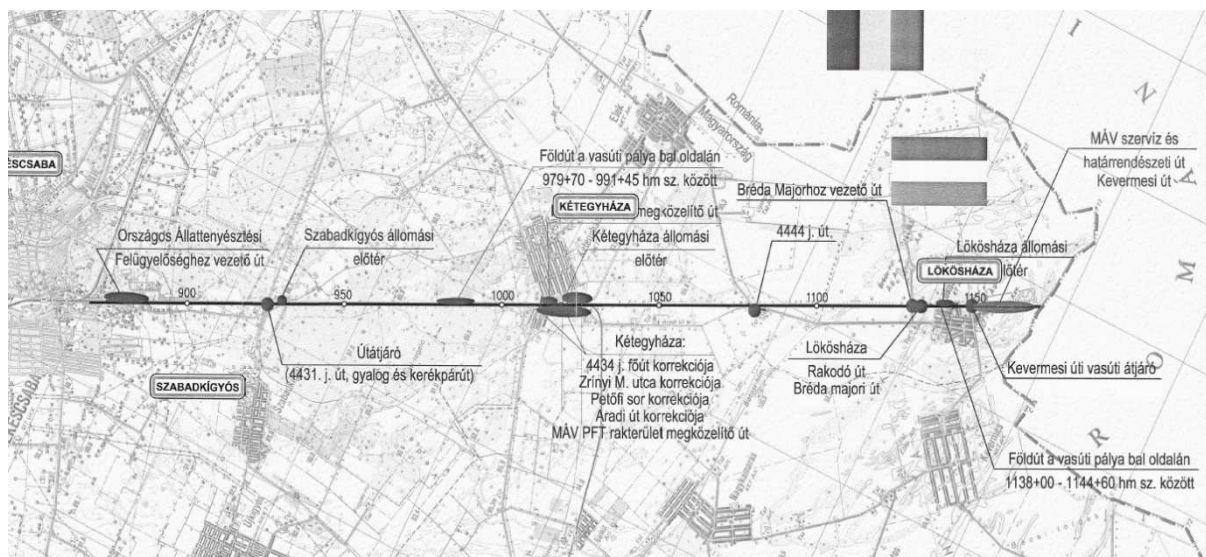 I
N
Á
M
O
R
Románia
Magyarország
Elek
MÁV szervíz és
határrendészeti út
Kevermesi út
Földút a vasúti pálya bal oldalán
979+70 - 991+45 hm sz. között
ÉSCSABA
KÉTEGYHÁZA
megközelítő út
Bréda Majorhoz vezető út
Országos Állattenyésztési
Felügyelőséghez vezető út
Szabadkígyós állomási
előtér
Kétegyháza állomási
előtér
4444 j. út
Lökösháza állomási
előtér
LÖKÖSHÁZA
900
950
1000
1050
1100
1150
Útátjáró
(4431. j. út, gyalog és kerékpárút)
SZABADKÍGYÓS
Kétegyháza:
4434 j. főút korrekciója
Zrínyi M. utca korrekciója
Petőfi sor korrekciója
Aradi út korrekciója
MÁV PFT rakterület megközelítő út
Lökösháza
Rakodó út
Bréda majori út
Kevermesi úti vasúti átjáró
Földút a vasúti pálya bal oldalán
1138+00 - 1144+60 hm sz. között